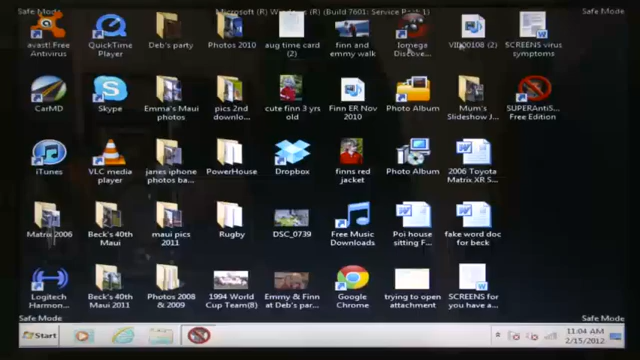 Safe Mode
Microsoft (R) Windows (R) (Build 7601: Service Pack 1)
Safe Mode
avast! Free
Antivirus
QuickTime
Player
Deb's party
Photos 2010
aug time card
(2)
finn and
emmy walk
Iomega
Discove...
(2)
SCREENS virus
symptoms
CarMD
Skype
Emma's Maui
photos
pics 2nd
downlo...
cute finn 3 yrs
old
Finn ER Nov
2010
Photo Album
Mum's
Slideshow J...
SUPERAntiS...
Free Edition
iTunes
VLC media
player
janes iphone
photos ba...
PowerHouse
Dropbox
finns red
jacket
Photo Album
2006 Toyota
Matrix XR S...
Matrix 2006
Beck's 40th
Maui
maui pics
2011
Rugby
DSC_0739
Free Music
Downloads
Poi house
sitting F...
fake word doc
for beck
Logitech
Harmon...
Beck's 40th
Maui 2011
Photos 2008
& 2009
1994 World
Cup Team(8)
Emmy & Finn
at Deb's par...
Google
Chrome
trying to open
attachment
SCREENS for
you have a...
Safe Mode
Safe Mode
Start
11:04 AM
2/15/2012